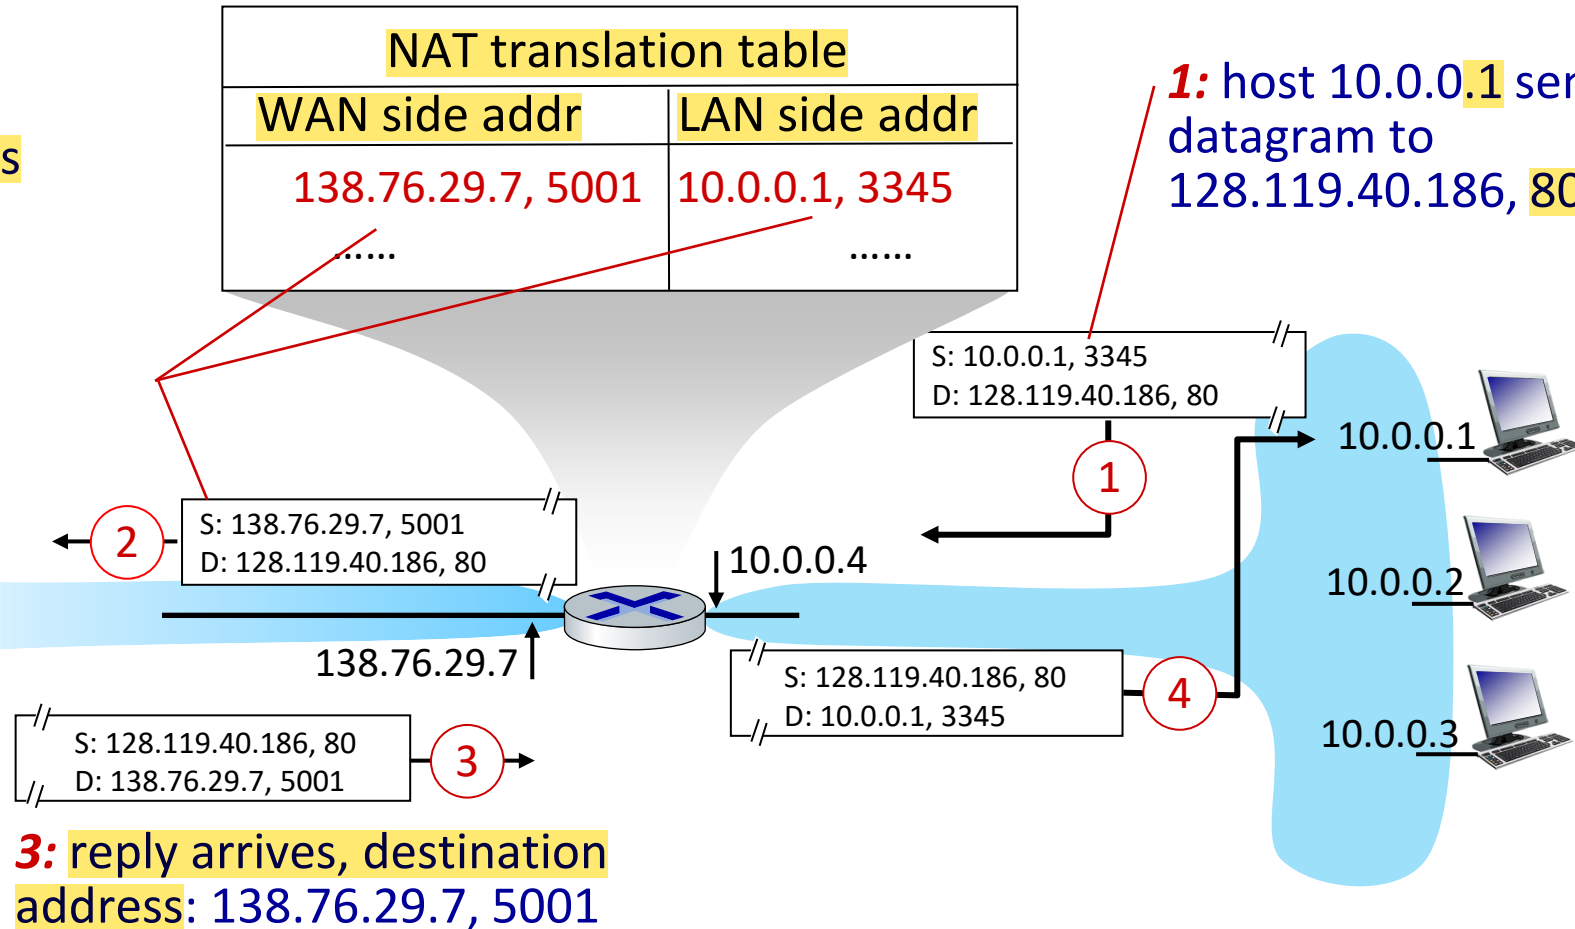 NAT translation table
WAN side addr LAN side addr
138.76.29.7, 5001 10.0.0.1, 3345
...... ......
s
1: host 10.0.0.1
datagram to
128.119.40.186, 80
S: 10.0.0.1, 3345
D: 128.119.40.186, 80
1
10.0.0.1
S: 138.76.29.7, 5001
D: 128.119.40.186, 80
2
10.0.0.4
10.0.0.2
138.76.29.7
S: 128.119.40.186, 80
D: 10.0.0.1, 3345
4
10.0.0.3
S: 128.119.40.186, 80
D: 138.76.29.7, 5001
3
3: reply arrives, destination
address: 138.76.29.7, 5001